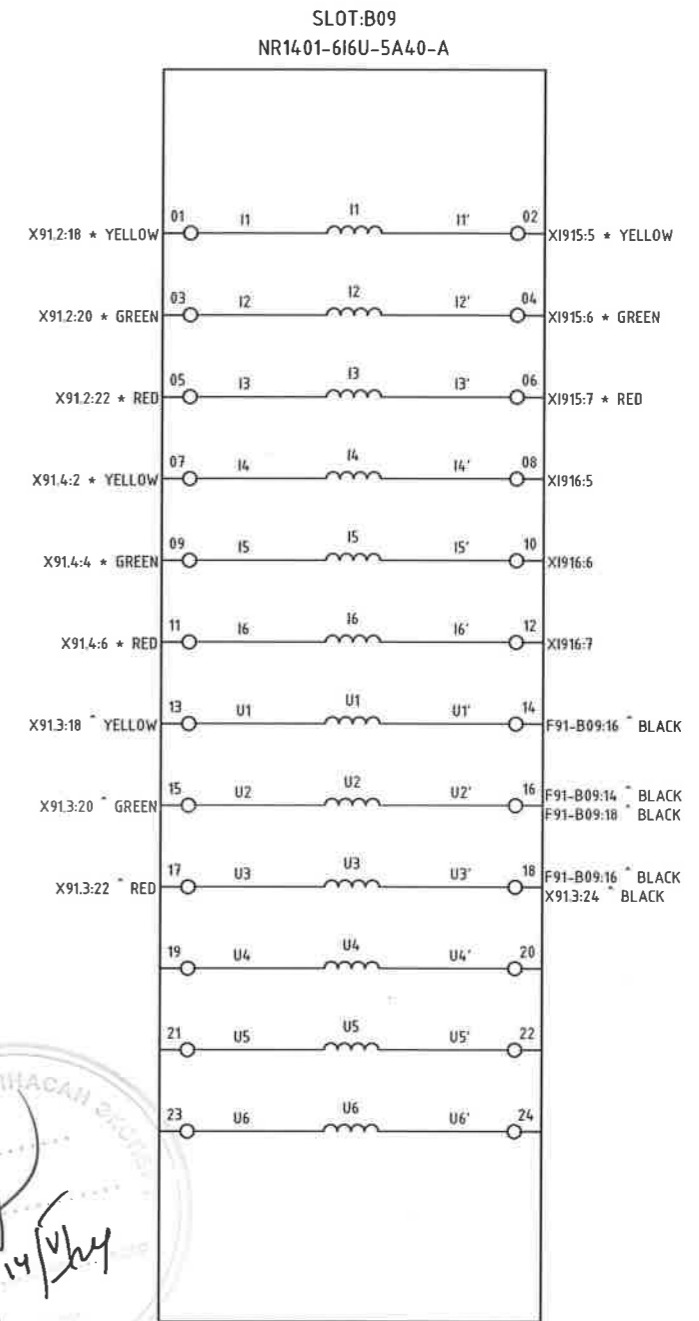 SLOT:B09
NR1401-6I6U-5A40-A
X91.2:18 * YELLOW 01 I1 I1 I1' 02 XI915:5 * YELLOW
X91.2:20 * GREEN 03 I2 I2 I2' 04 XI915:6 * GREEN
X91.2:22 * RED 05 I3 I3 I3' 06 XI915:7 * RED
X91.4:2 * YELLOW 07 I4 I4 I4' 08 XI916:5
X91.4:4 * GREEN 09 I5 I5 I5' 10 XI916:6
X91.4:6 * RED 11 I6 I6 I6' 12 XI916:7
X91.3:18 ^ YELLOW 13 U1 U1 U1' 14 F91-B09:16 ^ BLACK
X91.3:20 ^ GREEN 15 U2 U2 U2' 16 F91-B09:14 ^ BLACK
F91-B09:18 ^ BLACK
X91.3:22 ^ RED 17 U3 U3 U3' 18 F91-B09:16 ^ BLACK
X91.3:24 ^ BLACK
19 U4 U4 U4' 20
21 U5 U5 U5' 22
23 U6 U6 U6' 24